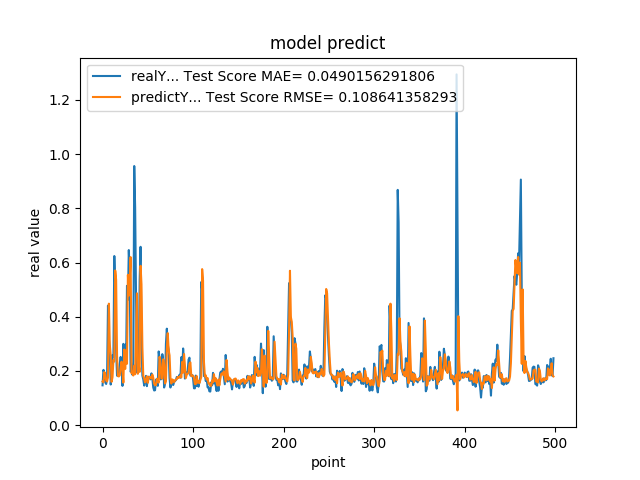 model predict
realY... Test Score MAE= 0.0490156291806
predictY... Test Score RMSE= 0.108641358293
real value
1.2
1.0
0.8
0.6
0.4
0.2
0.0
0 100 200 300 400 500
point